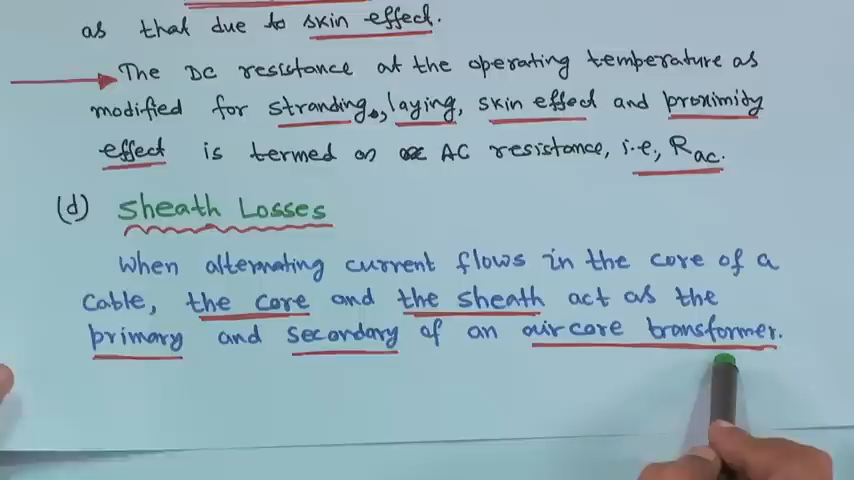 as that due to skin effect.
The DC resistance at the operating temperature as
modified for stranding, laying, skin effect and proximity
effect is termed as AC resistance, i.e., Rac.
(d) Sheath Losses
When alternating current flows in the core of a
cable, the core and the sheath act as the
primary and secondary of an air core transformer.